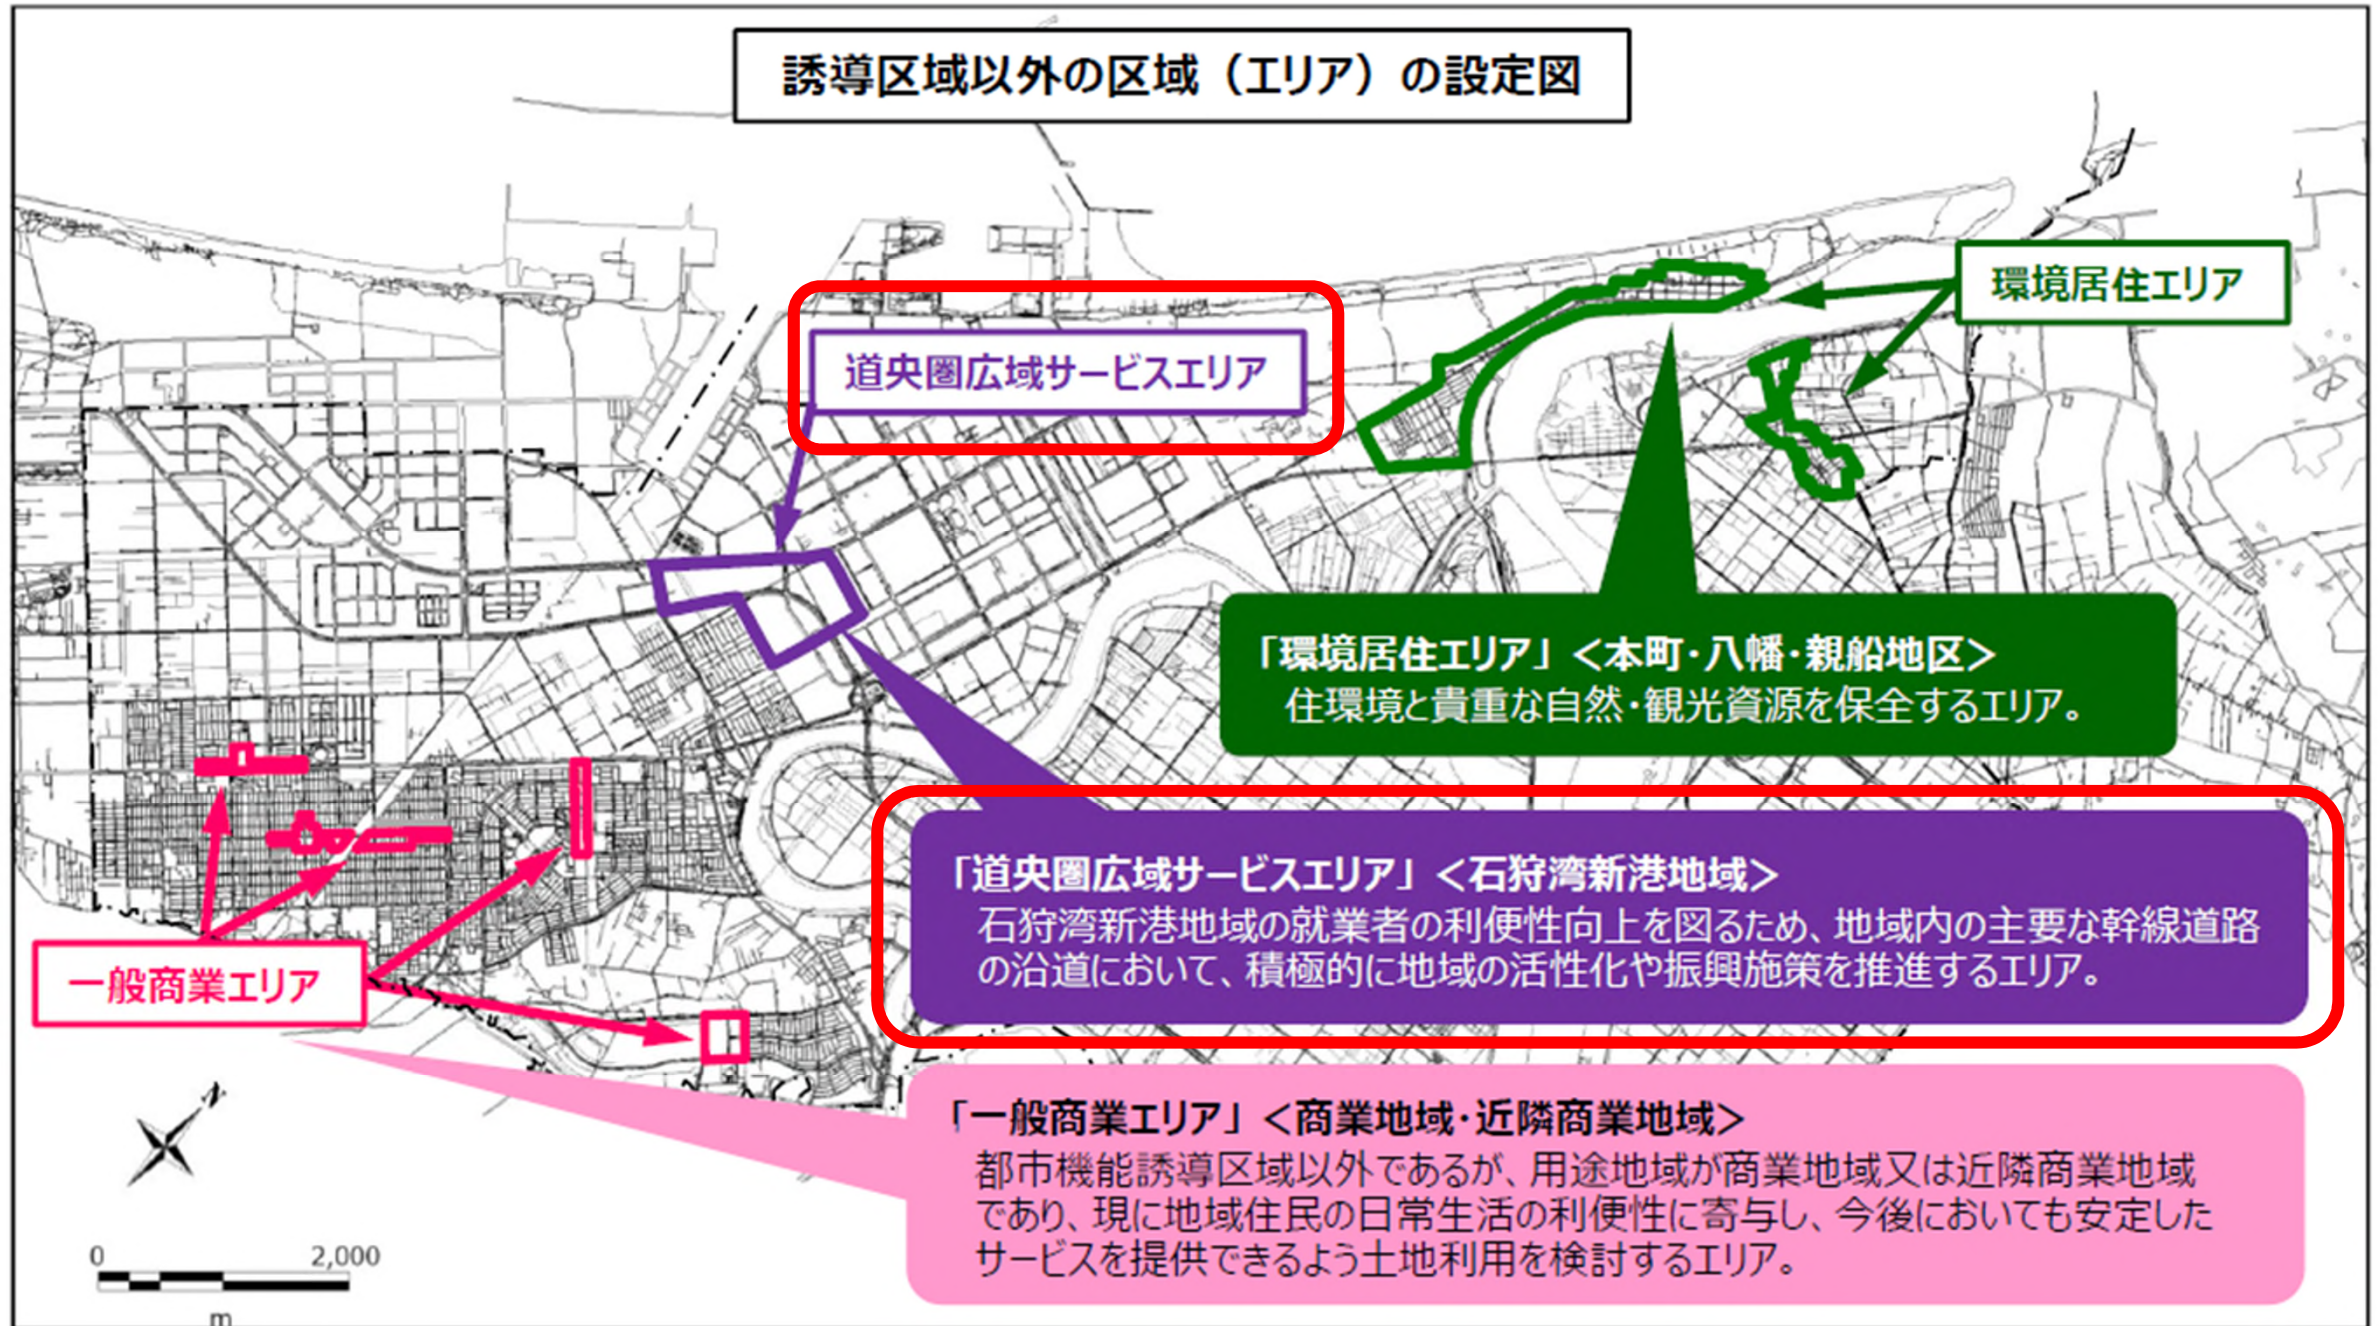 誘導区域以外の区域（エリア）の設定図
環境居住エリア
道央圏広域サービスエリア
「環境居住エリア」＜本町・八幡・親船地区＞
住環境と貴重な自然・観光資源を保全するエリア。
「道央圏広域サービスエリア」＜石狩湾新港地域＞
石狩湾新港地域の就業者の利便性向上を図るため、地域内の主要な幹線道路
の沿道において、積極的に地域の活性化や振興施策を推進するエリア。
一般商業エリア
「一般商業エリア」＜商業地域・近隣商業地域＞
都市機能誘導区域以外であるが、用途地域が商業地域又は近隣商業地域
であり、現に地域住民の日常生活の利便性に寄与し、今後においても安定した
サービスを提供できるよう土地利用を検討するエリア。
N
0 2,000
m